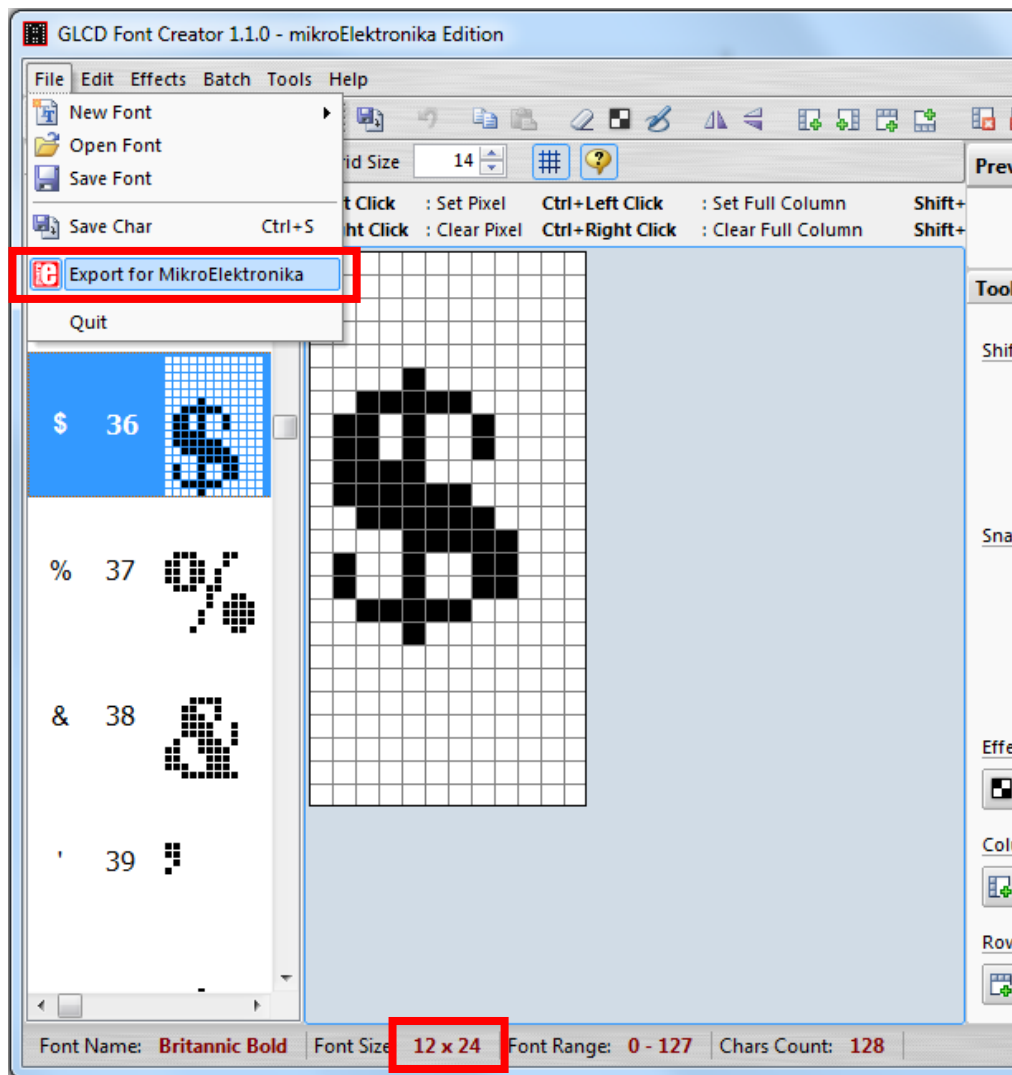 GLCD Font Creator 1.1.0 - mikroElektronika Edition
File Edit Effects Batch Tools Help
New Font
Open Font
Save Font
Save Char Ctrl+S
Export for MikroElektronika
Quit
rid Size 14
t Click : Set Pixel Ctrl+Left Click : Set Full Column Shift+
ht Click : Clear Pixel Ctrl+Right Click : Clear Full Column Shift+
Prev
Tool
Shif
Sna
Effe
Colu
Row
$ 36 $
% 37 %
& 38 &
' 39 '
$
Font Name: Britannic Bold Font Size 12 x 24 Font Range: 0 - 127 Chars Count: 128